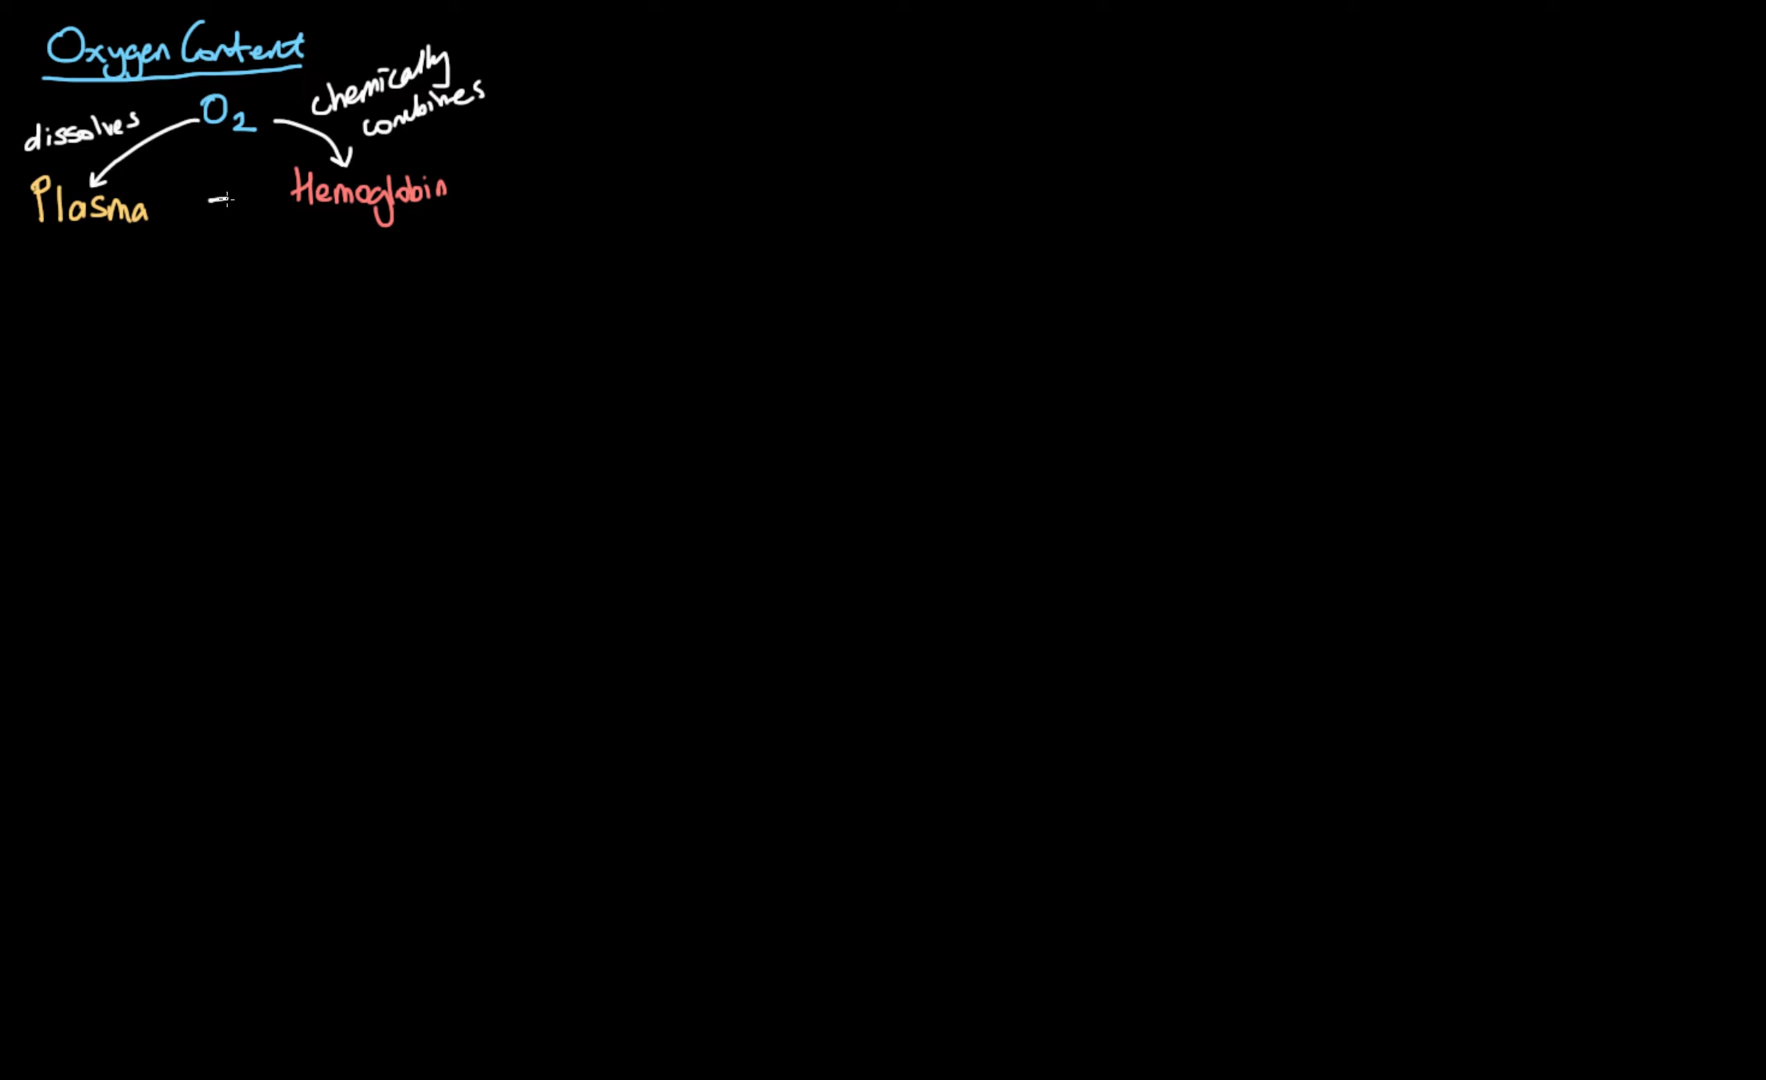 Oxygen Content
O2
chemically
combines
dissolves
Plasma
Hemoglobin